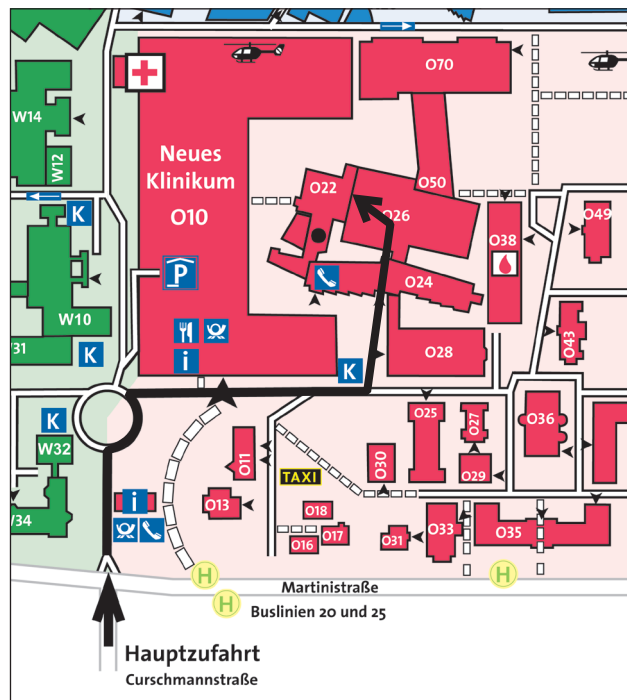 O70
W14
W12
Neues
Klinikum
O10
O22
O50
O26
O49
O38
K
P
O24
W10
W31
K
i
O28
O43
K
K
W32
O25
O27
O36
O11
O30
O29
TAXI
W34
i
O13
O18
O16
O17
O31
O33
O35
H
H
H
Martinistraße
Buslinien 20 und 25
Hauptzufahrt
Curschmannstraße